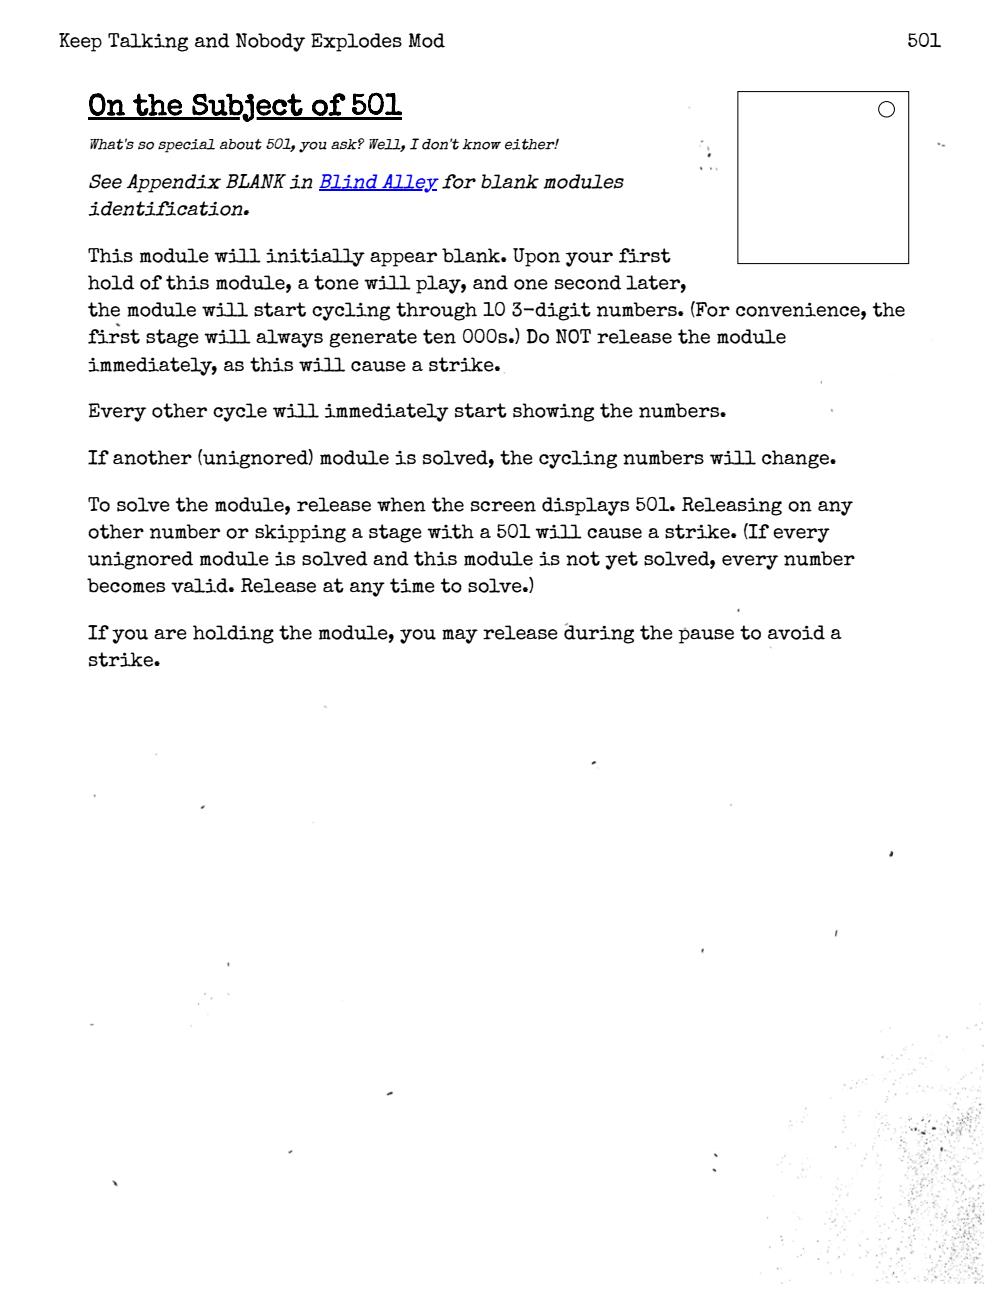 Keep Talking and Nobody Explodes Mod
501
On the Subject of 501
What's so special about 501, you ask? Well, I don't know either!
See Appendix BLANK in Blind Alley for blank modules
identification.
This module will initially appear blank. Upon your first
hold of this module, a tone will play, and one second later,
the module will start cycling through 10 3-digit numbers. (For convenience, the
first stage will always generate ten 000s.) Do NOT release the module
immediately, as this will cause a strike.
Every other cycle will immediately start showing the numbers.
If another (unignored) module is solved, the cycling numbers will change.
To solve the module, release when the screen displays 501. Releasing on any
other number or skipping a stage with a 501 will cause a strike. (If every
unignored module is solved and this module is not yet solved, every number
becomes valid. Release at any time to solve.)
If you are holding the module, you may release during the pause to avoid a
strike.